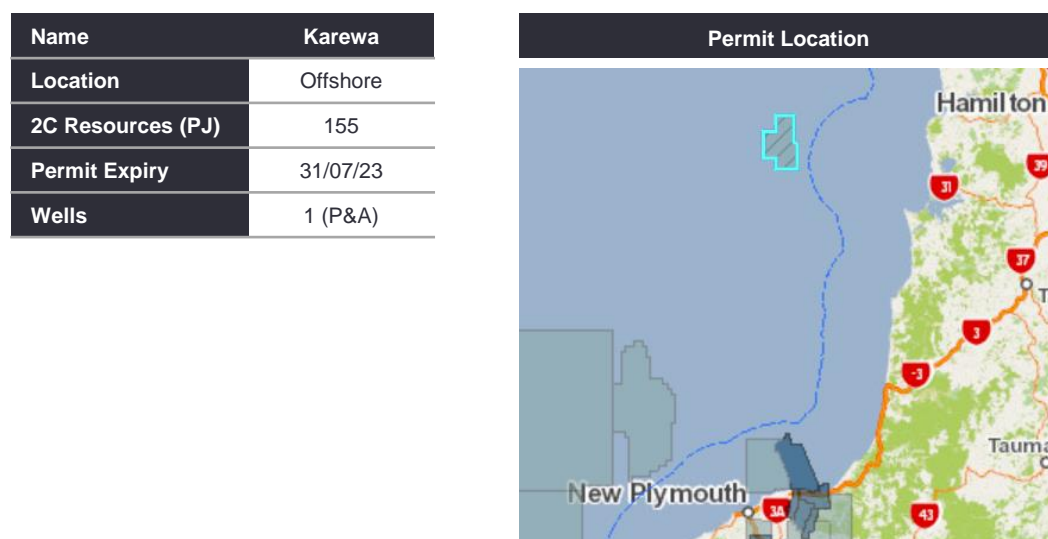 Name Karewa
Location Offshore
2C Resources (PJ) 155
Permit Expiry 31/07/23
Wells 1 (P&A)
Permit Location
Hamilton
39
31
37
T
3
-3
Tauma
New Plymouth
3A
43